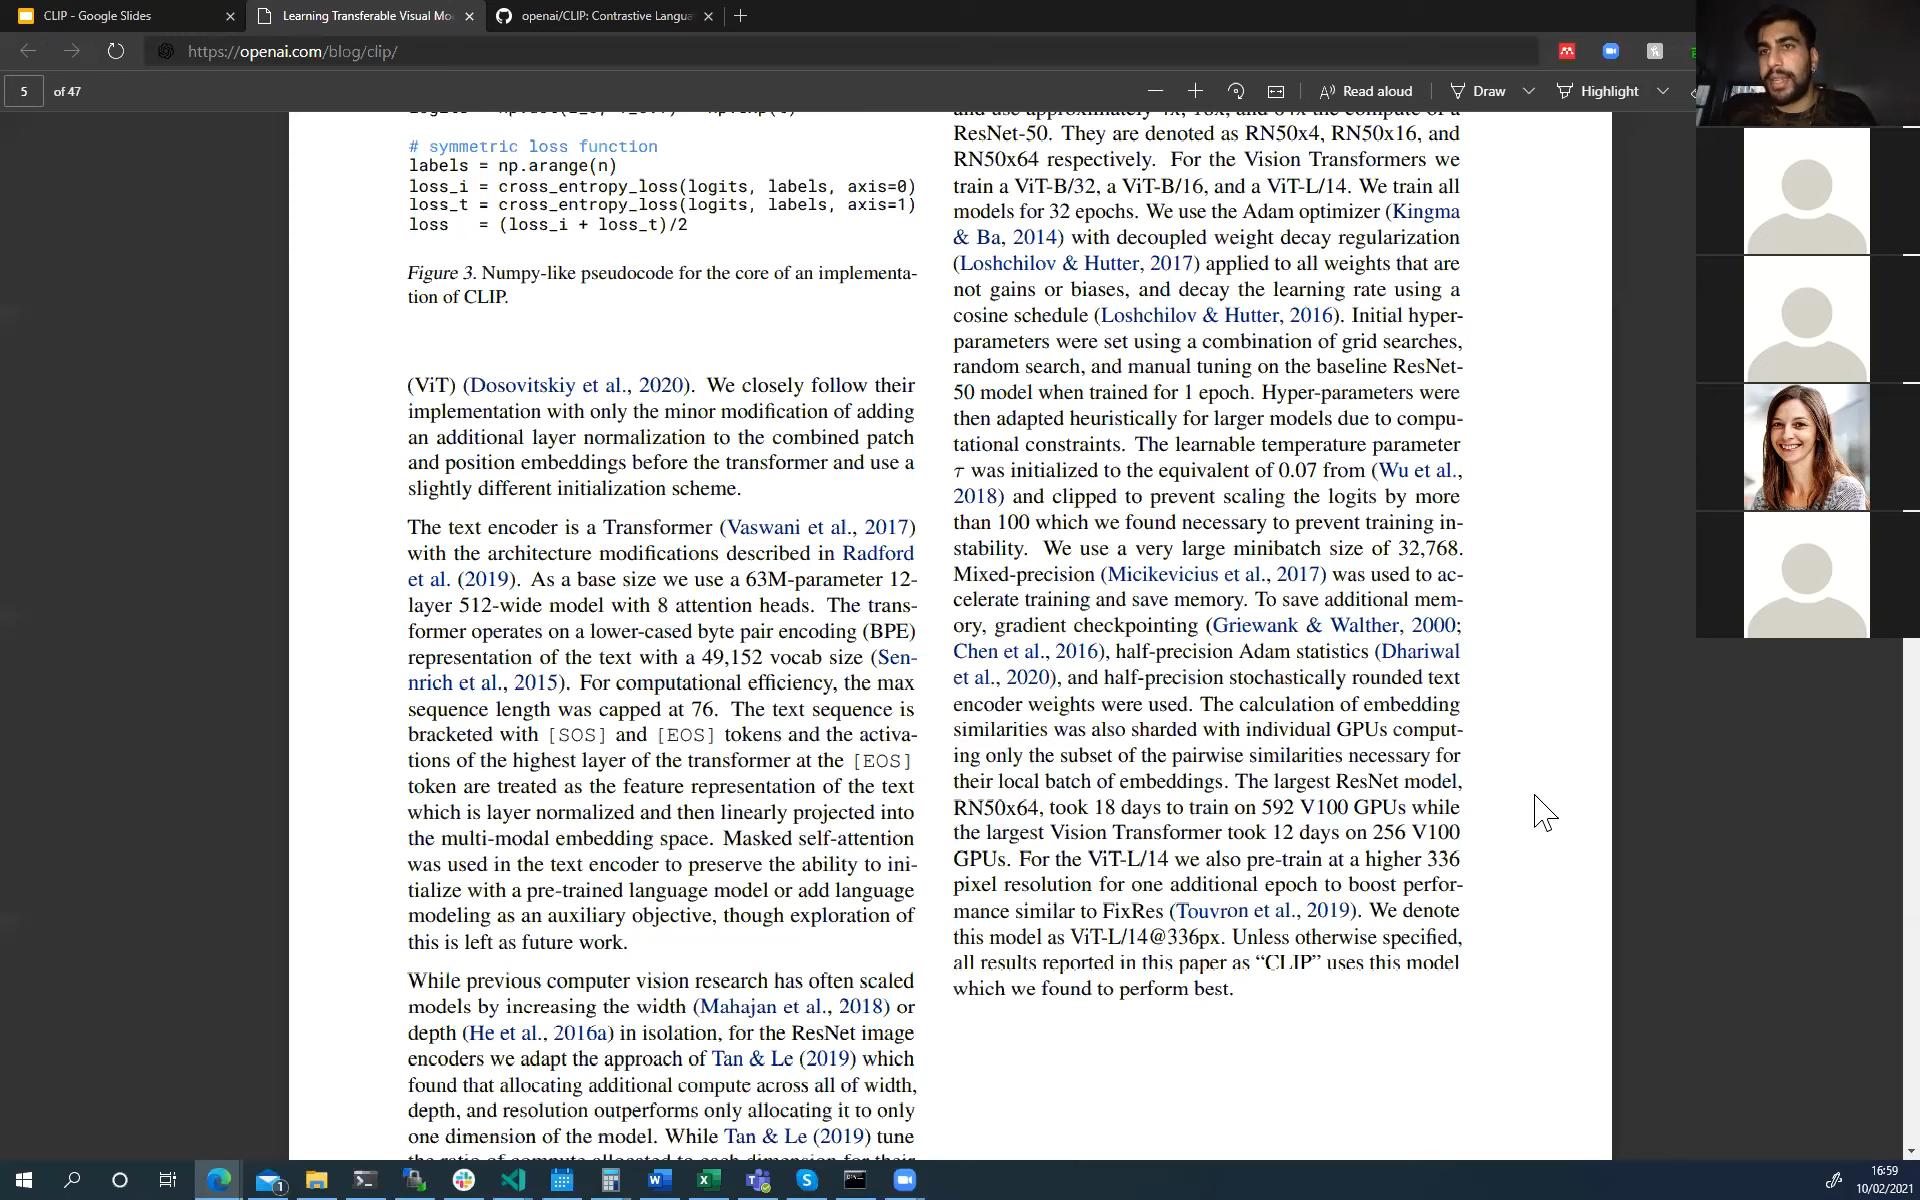 CLIP - Google Slides
Learning Transferable Visual Mo
openai/CLIP: Contrastive Langua
https://openai.com/blog/clip/
5 of 47
Read aloud
Draw
Highlight
# symmetric loss function
labels = np.arange(n)
loss_i = cross_entropy_loss(logits, labels, axis=0)
loss_t = cross_entropy_loss(logits, labels, axis=1)
loss = (loss_i + loss_t)/2
Figure 3. Numpy-like pseudocode for the core of an implementa-
tion of CLIP.
(ViT) (Dosovitskiy et al., 2020). We closely follow their
implementation with only the minor modification of adding
an additional layer normalization to the combined patch
and position embeddings before the transformer and use a
slightly different initialization scheme.
The text encoder is a Transformer (Vaswani et al., 2017)
with the architecture modifications described in Radford
et al. (2019). As a base size we use a 63M-parameter 12-
layer 512-wide model with 8 attention heads. The trans-
former operates on a lower-cased byte pair encoding (BPE)
representation of the text with a 49,152 vocab size (Sen-
nrich et al., 2015). For computational efficiency, the max
sequence length was capped at 76. The text sequence is
bracketed with [SOS] and [EOS] tokens and the activa-
tions of the highest layer of the transformer at the [EOS]
token are treated as the feature representation of the text
which is layer normalized and then linearly projected into
the multi-modal embedding space. Masked self-attention
was used in the text encoder to preserve the ability to ini-
tialize with a pre-trained language model or add language
modeling as an auxiliary objective, though exploration of
this is left as future work.
While previous computer vision research has often scaled
models by increasing the width (Mahajan et al., 2018) or
depth (He et al., 2016a) in isolation, for the ResNet image
encoders we adapt the approach of Tan & Le (2019) which
found that allocating additional compute across all of width,
depth, and resolution outperforms only allocating it to only
one dimension of the model. While Tan & Le (2019) tune
the ratio of compute allocated to each dimension for their
and use approximately 4x, 16x, and 64x the compute of a
ResNet-50. They are denoted as RN50x4, RN50x16, and
RN50x64 respectively. For the Vision Transformers we
train a ViT-B/32, a ViT-B/16, and a ViT-L/14. We train all
models for 32 epochs. We use the Adam optimizer (Kingma
& Ba, 2014) with decoupled weight decay regularization
(Loshchilov & Hutter, 2017) applied to all weights that are
not gains or biases, and decay the learning rate using a
cosine schedule (Loshchilov & Hutter, 2016). Initial hyper-
parameters were set using a combination of grid searches,
random search, and manual tuning on the baseline ResNet-
50 model when trained for 1 epoch. Hyper-parameters were
then adapted heuristically for larger models due to compu-
tational constraints. The learnable temperature parameter
τ was initialized to the equivalent of 0.07 from (Wu et al.,
2018) and clipped to prevent scaling the logits by more
than 100 which we found necessary to prevent training in-
stability. We use a very large minibatch size of 32,768.
Mixed-precision (Micikevicius et al., 2017) was used to ac-
celerate training and save memory. To save additional mem-
ory, gradient checkpointing (Griewank & Walther, 2000;
Chen et al., 2016), half-precision Adam statistics (Dhariwal
et al., 2020), and half-precision stochastically rounded text
encoder weights were used. The calculation of embedding
similarities was also sharded with individual GPUs comput-
ing only the subset of the pairwise similarities necessary for
their local batch of embeddings. The largest ResNet model,
RN50x64, took 18 days to train on 592 V100 GPUs while
the largest Vision Transformer took 12 days on 256 V100
GPUs. For the ViT-L/14 we also pre-train at a higher 336
pixel resolution for one additional epoch to boost perfor-
mance similar to FixRes (Touvron et al., 2019). We denote
this model as ViT-L/14@336px. Unless otherwise specified,
all results reported in this paper as “CLIP” uses this model
which we found to perform best.
16:59
10/02/2021